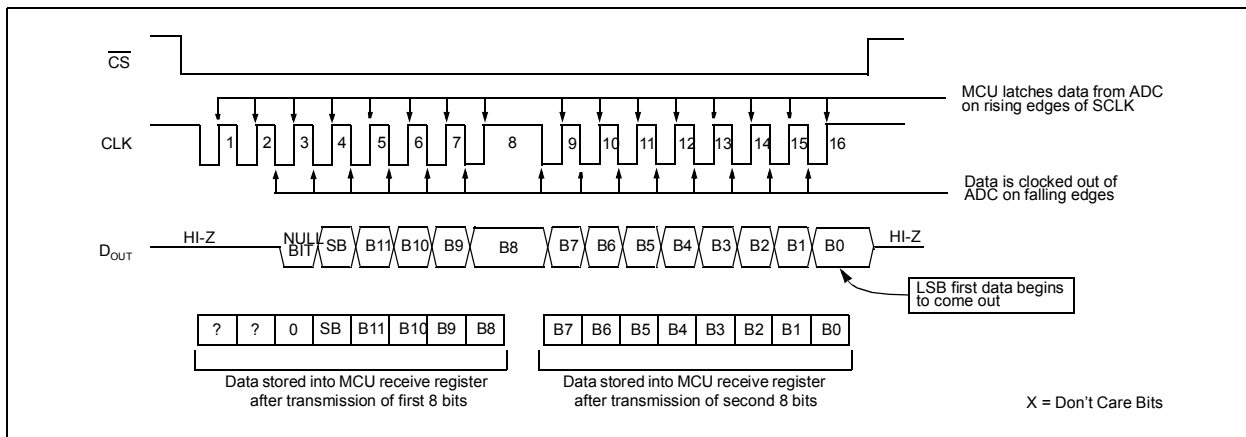 CS
MCU latches data from ADC
on rising edges of SCLK
CLK
1 2 3 4 5 6 7 8 9 10 11 12 13 14 15 16
Data is clocked out of
ADC on falling edges
DOUT
HI-Z
NULL
BIT
SB B11 B10 B9 B8 B7 B6 B5 B4 B3 B2 B1 B0
HI-Z
LSB first data begins
to come out
? ? 0 SB B11 B10 B9 B8
B7 B6 B5 B4 B3 B2 B1 B0
Data stored into MCU receive register
after transmission of first 8 bits
Data stored into MCU receive register
after transmission of second 8 bits
X = Don't Care Bits